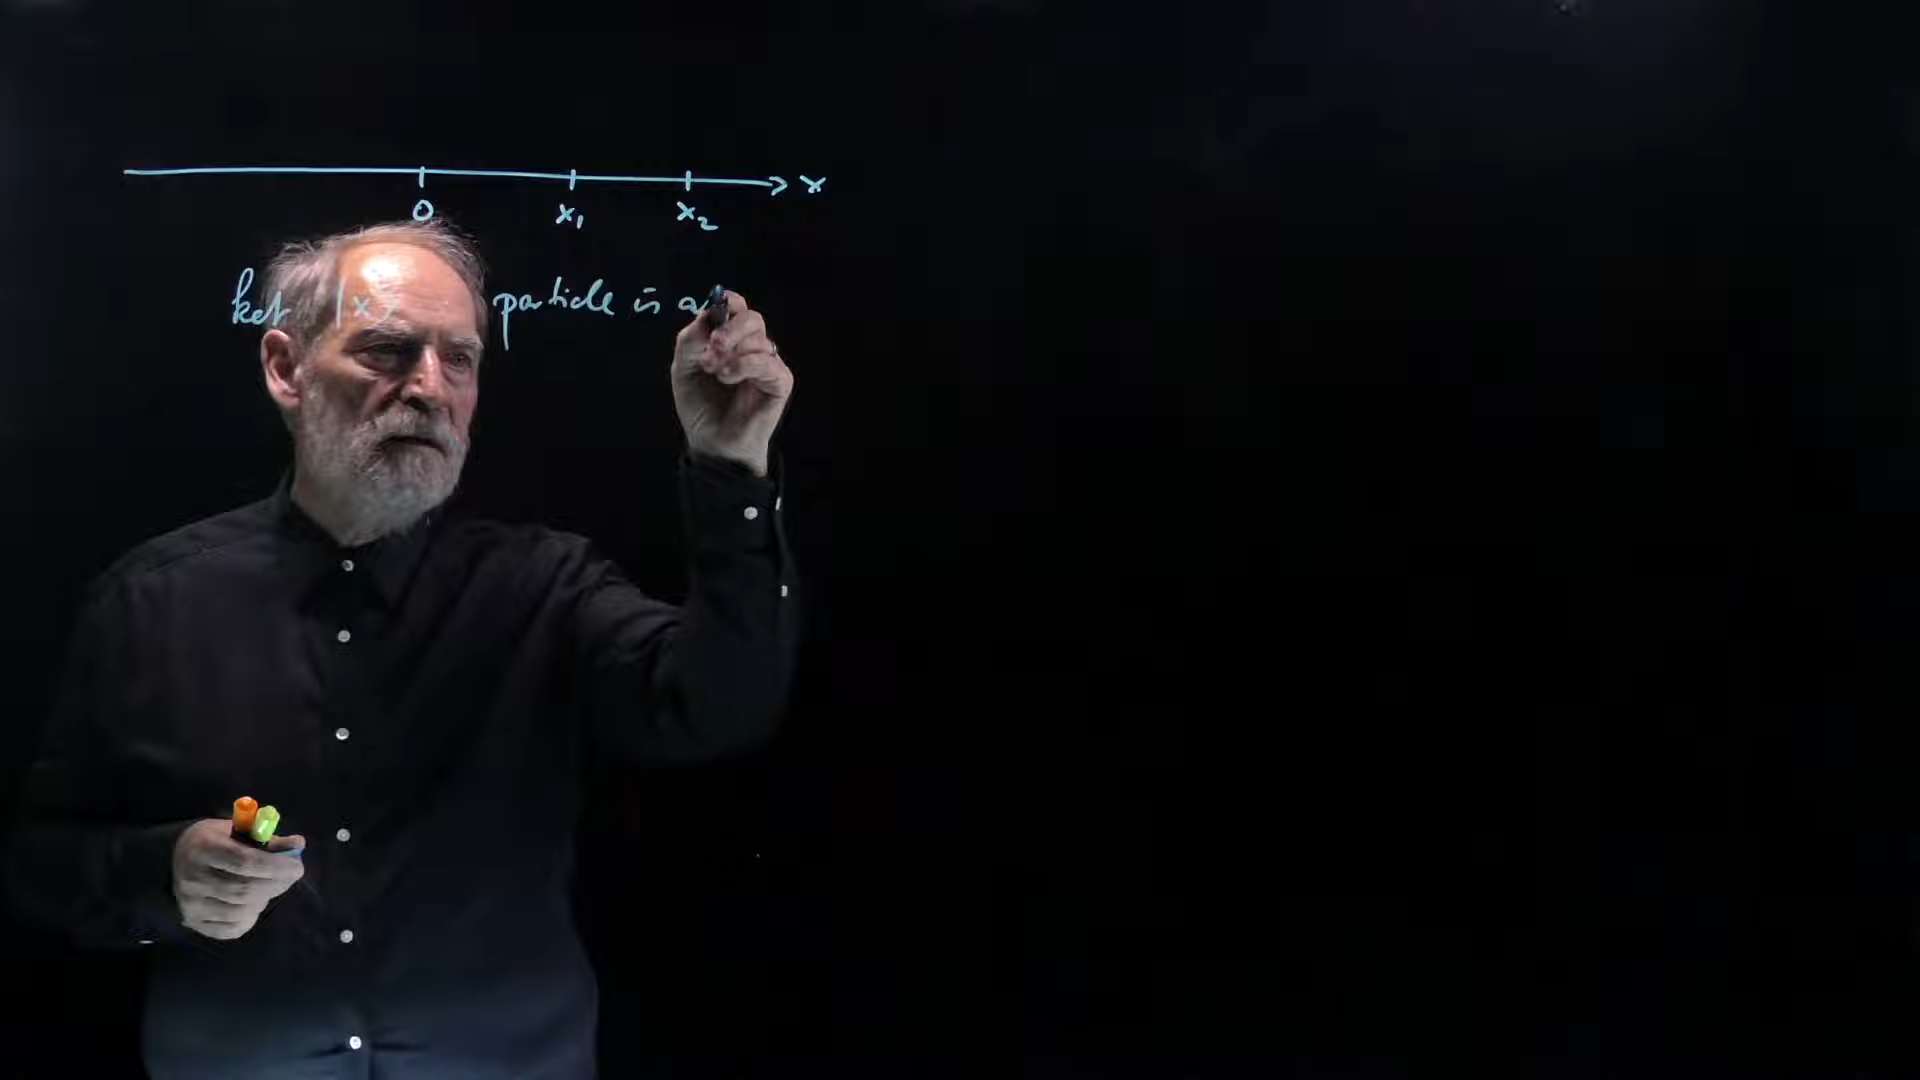 x
0 x₁ x₂
ket |x⟩ particle is a